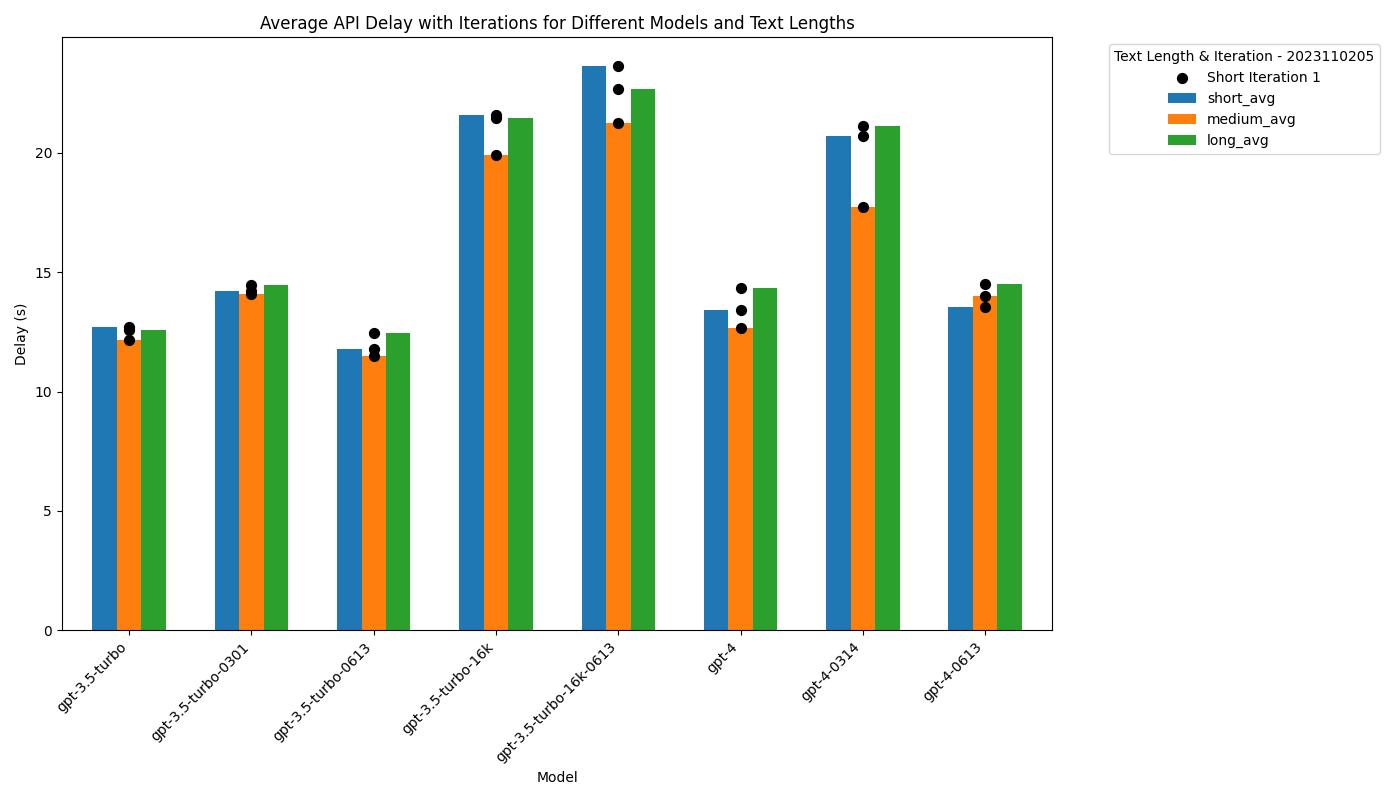 Average API Delay with Iterations for Different Models and Text Lengths
Text Length & Iteration - 2023110205
Short Iteration 1
short_avg
medium_avg
long_avg
Delay (s)
20
15
10
5
0
gpt-3.5-turbo
gpt-3.5-turbo-0301
gpt-3.5-turbo-0613
gpt-3.5-turbo-16k
gpt-3.5-turbo-16k-0613
gpt-4
gpt-4-0314
gpt-4-0613
Model